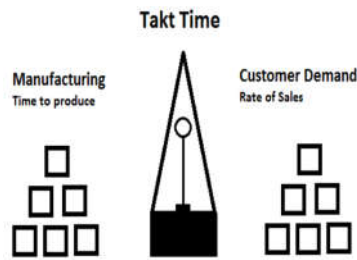 Takt Time
Manufacturing
Time to produce
Customer Demand
Rate of Sales